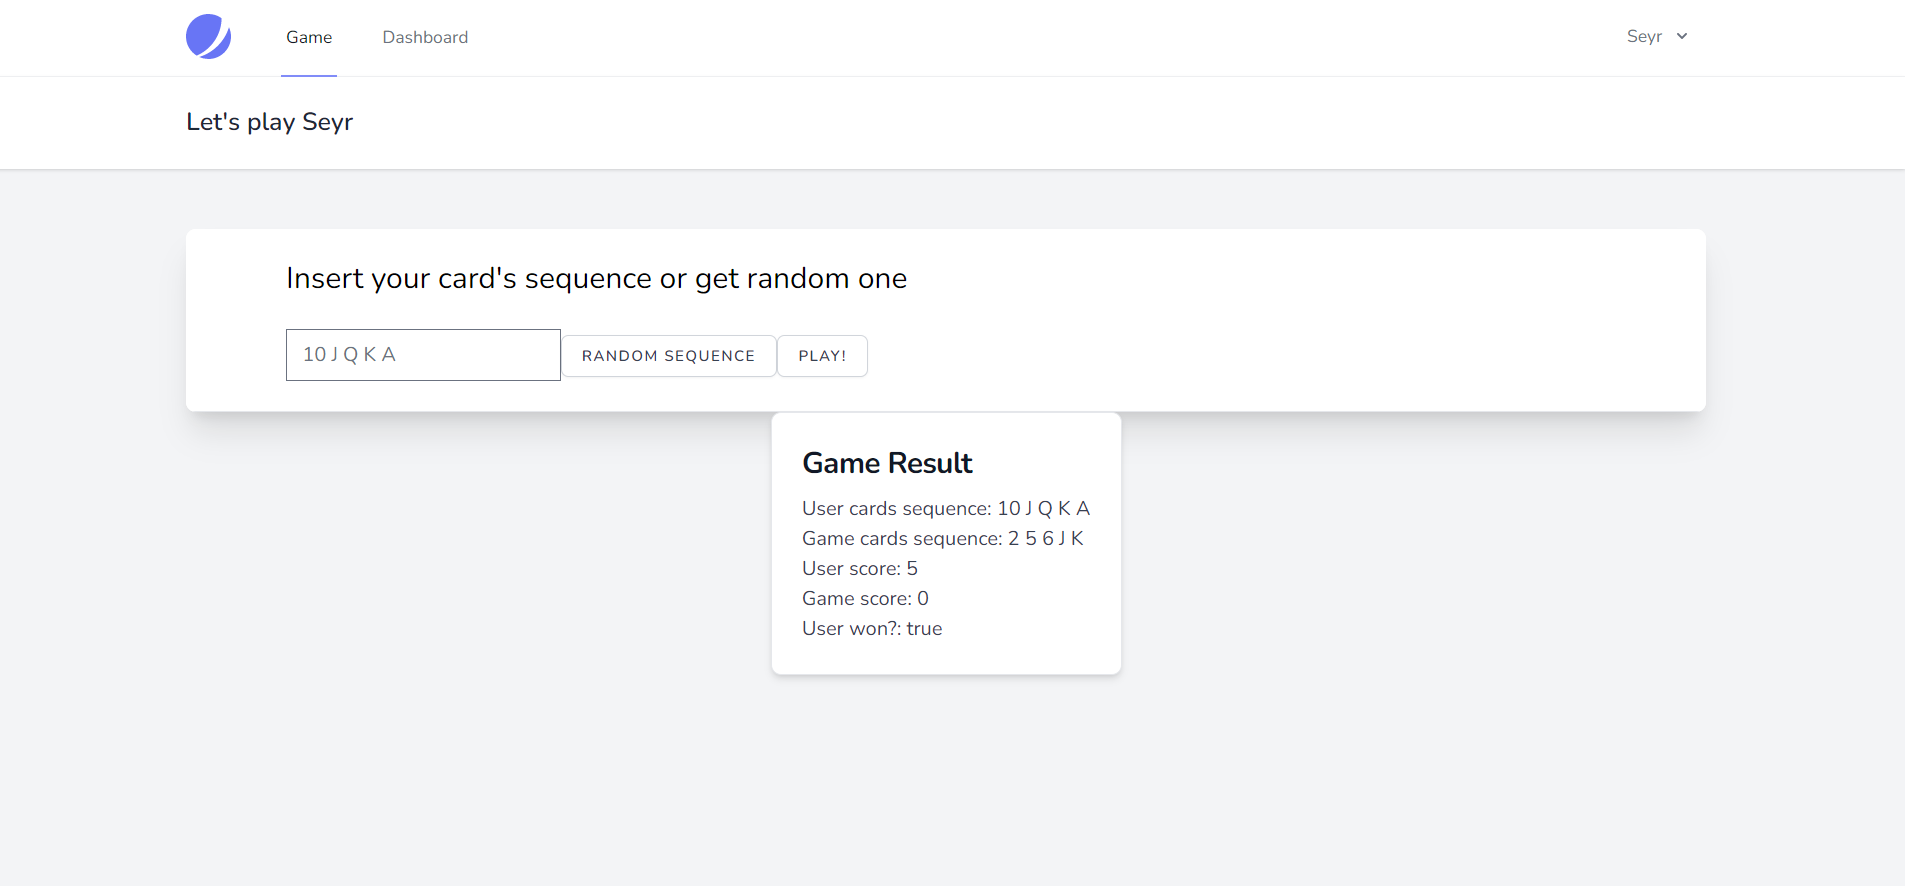 Game Dashboard Seyr
Let's play Seyr
Insert your card's sequence or get random one
10 J Q K A RANDOM SEQUENCE PLAY!
Game Result
User cards sequence: 10 J Q K A
Game cards sequence: 2 5 6 J K
User score: 5
Game score: 0
User won?: true